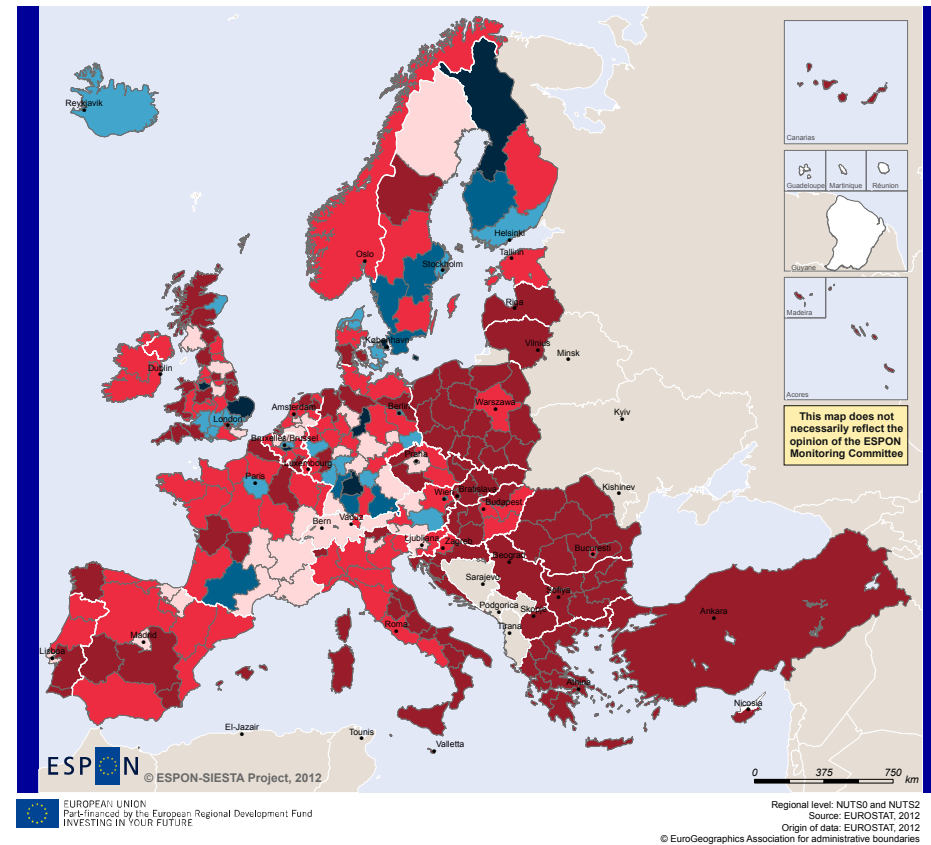 Reykjavik
Canarias
Guadeloupe
Martinique
Réunion
Guyane
Madeira
Acores
Helsinki
Oslo
Tallinn
Stockholm
Riga
København
Vilnius
Minsk
Dublin
Amsterdam
Berlin
Warszawa
London
Kyiv
Bruxelles/Brussel
Luxembourg
Praha
Paris
Kishinev
Wien
Bratislava
Budapest
Bern
Vaduz
Ljubljana
Zagreb
Beograd
Bucuresti
Sarajevo
Sofiya
Podgorica
Skopje
Tirana
Ankara
Roma
Madrid
Lisboa
Athina
Nicosia
El-Jazair
Tounis
Valletta
This map does not
necessarily reflect the
opinion of the ESPON
Monitoring Committee
ESPON
© ESPON-SIESTA Project, 2012
0 375 750
km
EUROPEAN UNION
Part-financed by the European Regional Development Fund
INVESTING IN YOUR FUTURE
Regional level: NUTS0 and NUTS2
Source: EUROSTAT, 2012
Origin of data: EUROSTAT, 2012
© EuroGeographics Association for administrative boundaries